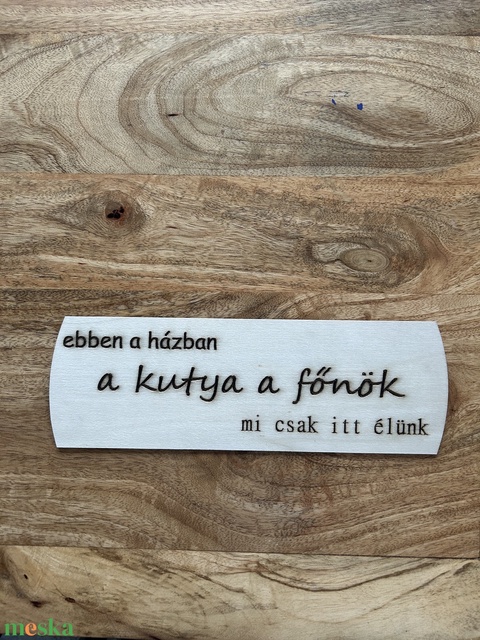 ebben a házban
a kutya a főnök
mi csak itt élünk
meska